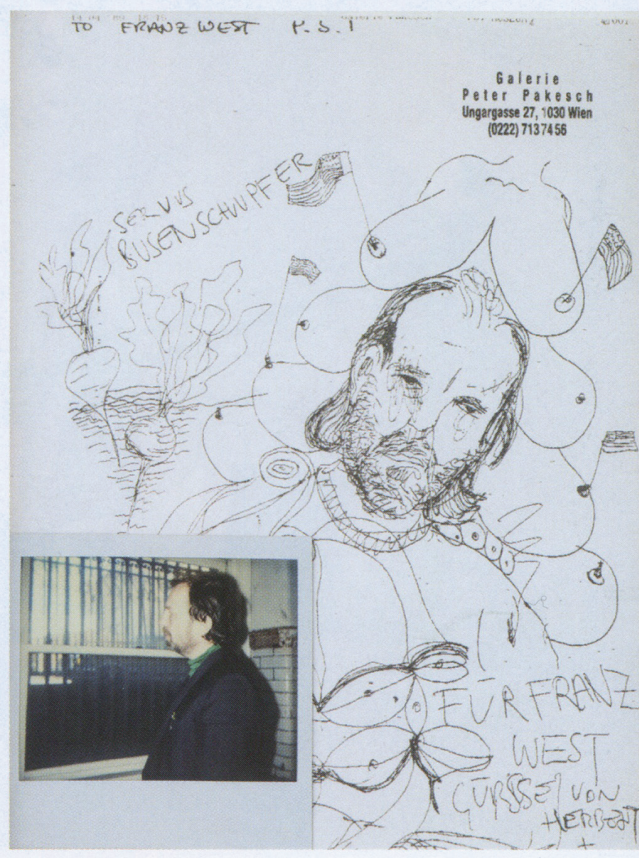 TO FRANZ WEST P.S.1
Galerie
Peter Pakesch
Ungargasse 27, 1030 Wien
(0222) 713 74 56
SERVUS
BUSENSCHNUPFER
FÜR FRANZ
WEST
VON
HERBERT
+